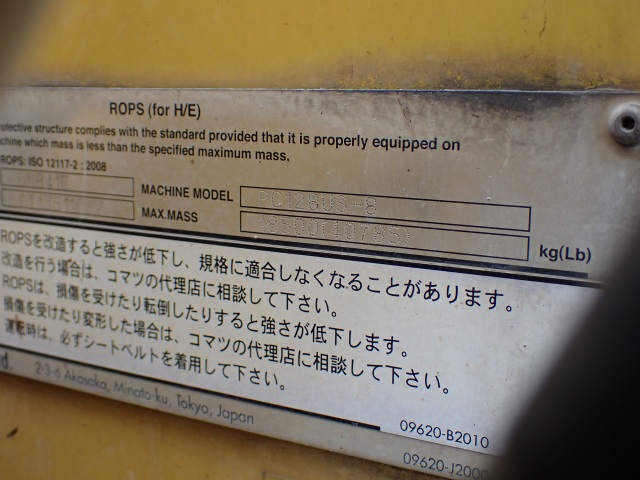 ROPS (for H/E)
otective structure complies with the standard provided that it is properly equipped on
chine which mass is less than the specified maximum mass.
ROPS: ISO 12117-2 : 2008
MACHINE MODEL PC128US-8
MAX.MASS kg(Lb)
ROPSを改造すると強さが低下し、規格に適合しなくなることがあります。
改造を行う場合は、コマツの代理店に相談して下さい。
ROPSは、損傷を受けたり転倒したりすると強さが低下します。
損傷を受けたり変形した場合は、コマツの代理店に相談して下さい。
運転時は、必ずシートベルトを着用して下さい。
td. 2-3-6 Akasaka, Minato-ku, Tokyo, Japan
09620-B2010
09620-J2000